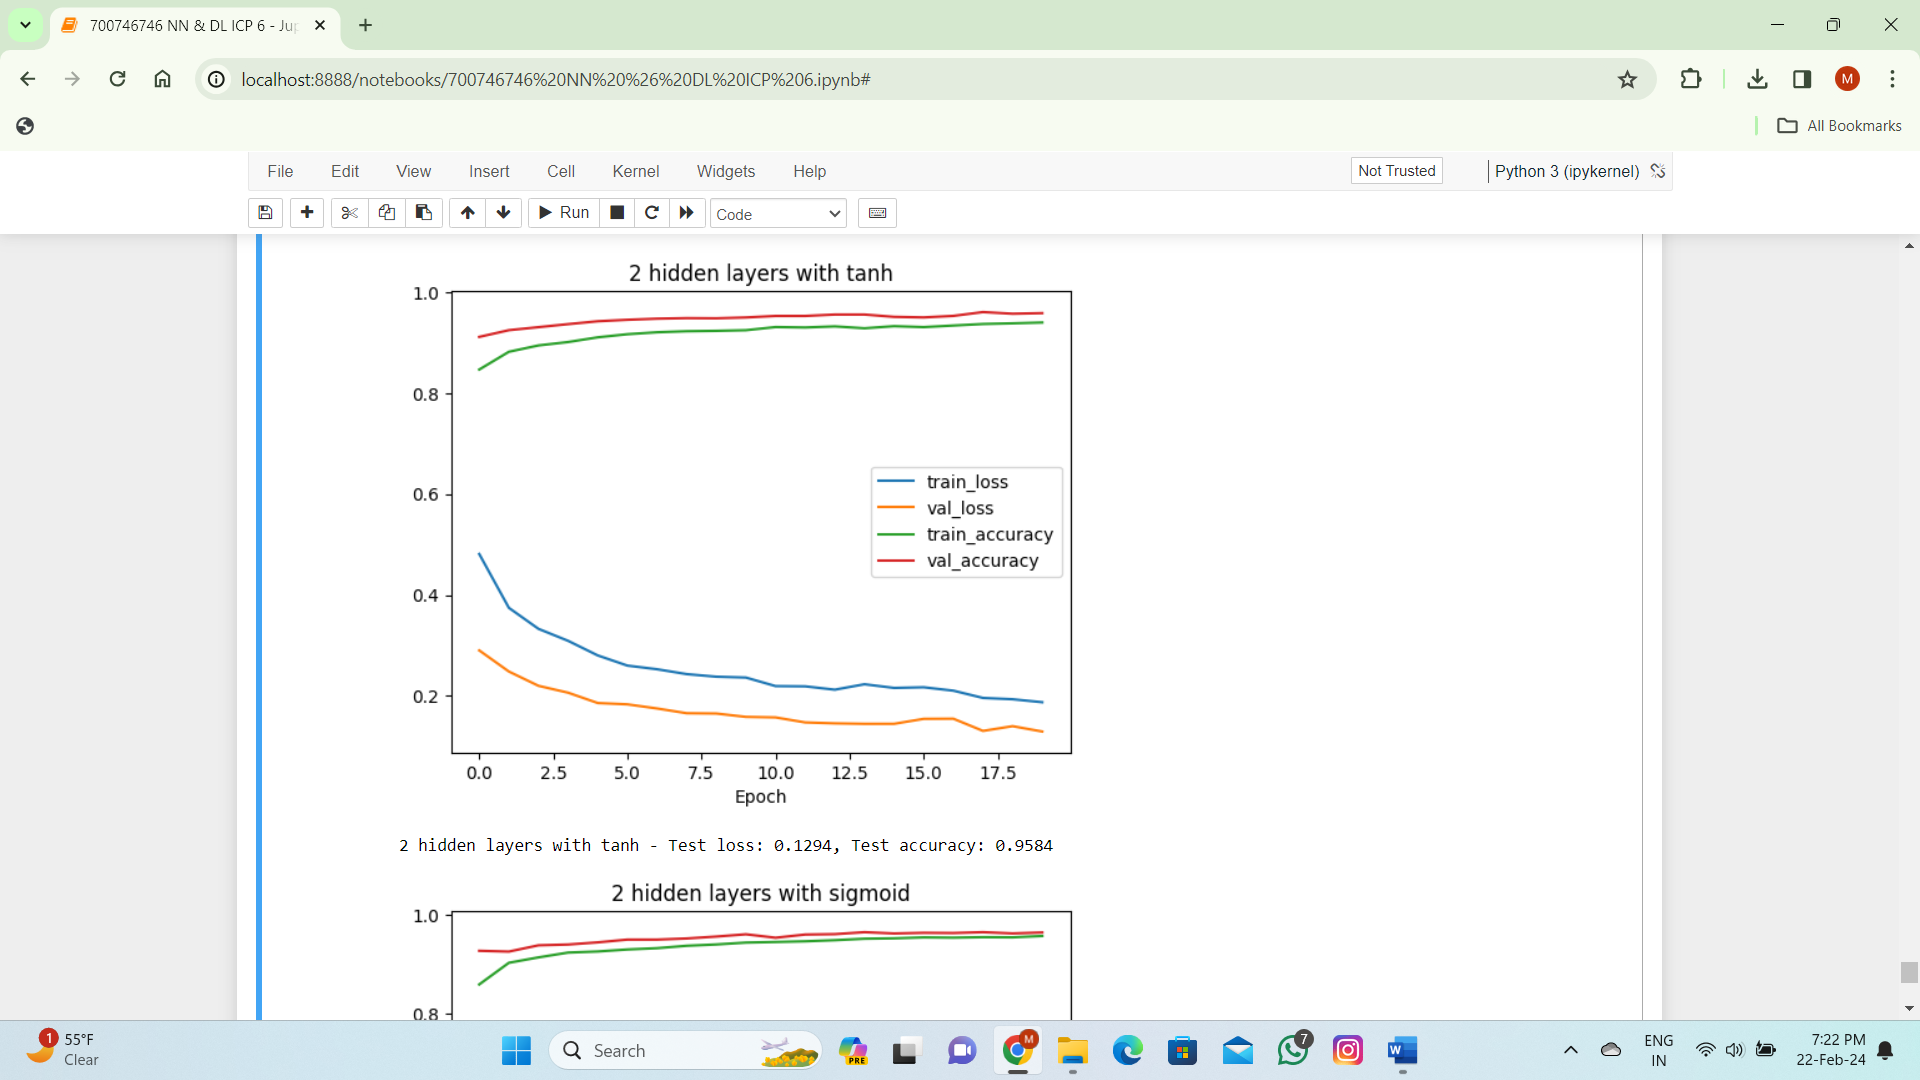 700746746 NN & DL ICP 6 - Jup
localhost:8888/notebooks/700746746%20NN%20%26%20DL%20ICP%206.ipynb#
M
All Bookmarks
File Edit View Insert Cell Kernel Widgets Help Not Trusted Python 3 (ipykernel)
Run Code
2 hidden layers with tanh
1.0
0.8
0.6
0.4
0.2
train_loss
val_loss
train_accuracy
val_accuracy
0.0 2.5 5.0 7.5 10.0 12.5 15.0 17.5
Epoch
2 hidden layers with tanh - Test loss: 0.1294, Test accuracy: 0.9584
2 hidden layers with sigmoid
1.0
0.8
1
55°F
Clear
Search
PRE
M
7
W
ENG
IN
7:22 PM
22-Feb-24